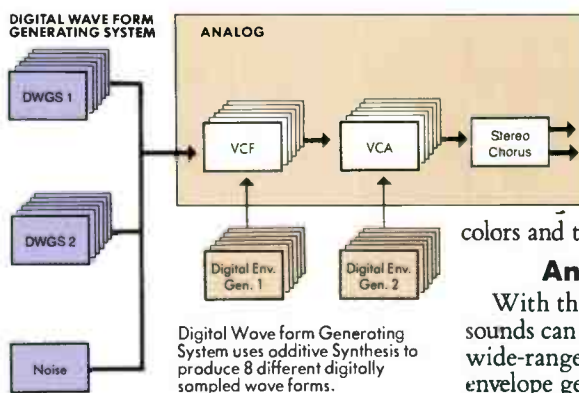 DIGITAL WAVE FORM
GENERATING SYSTEM
ANALOG
DWGS 1
DWGS 2
Noise
VCF
VCA
Stereo
Chorus
Digital Env.
Gen. 1
Digital Env.
Gen. 2
Digital Wave form Generating
System uses additive Synthesis to
produce 8 different digitally
sampled wave forms.
colors and t
An
With th
sounds can
wide-range
envelope ge